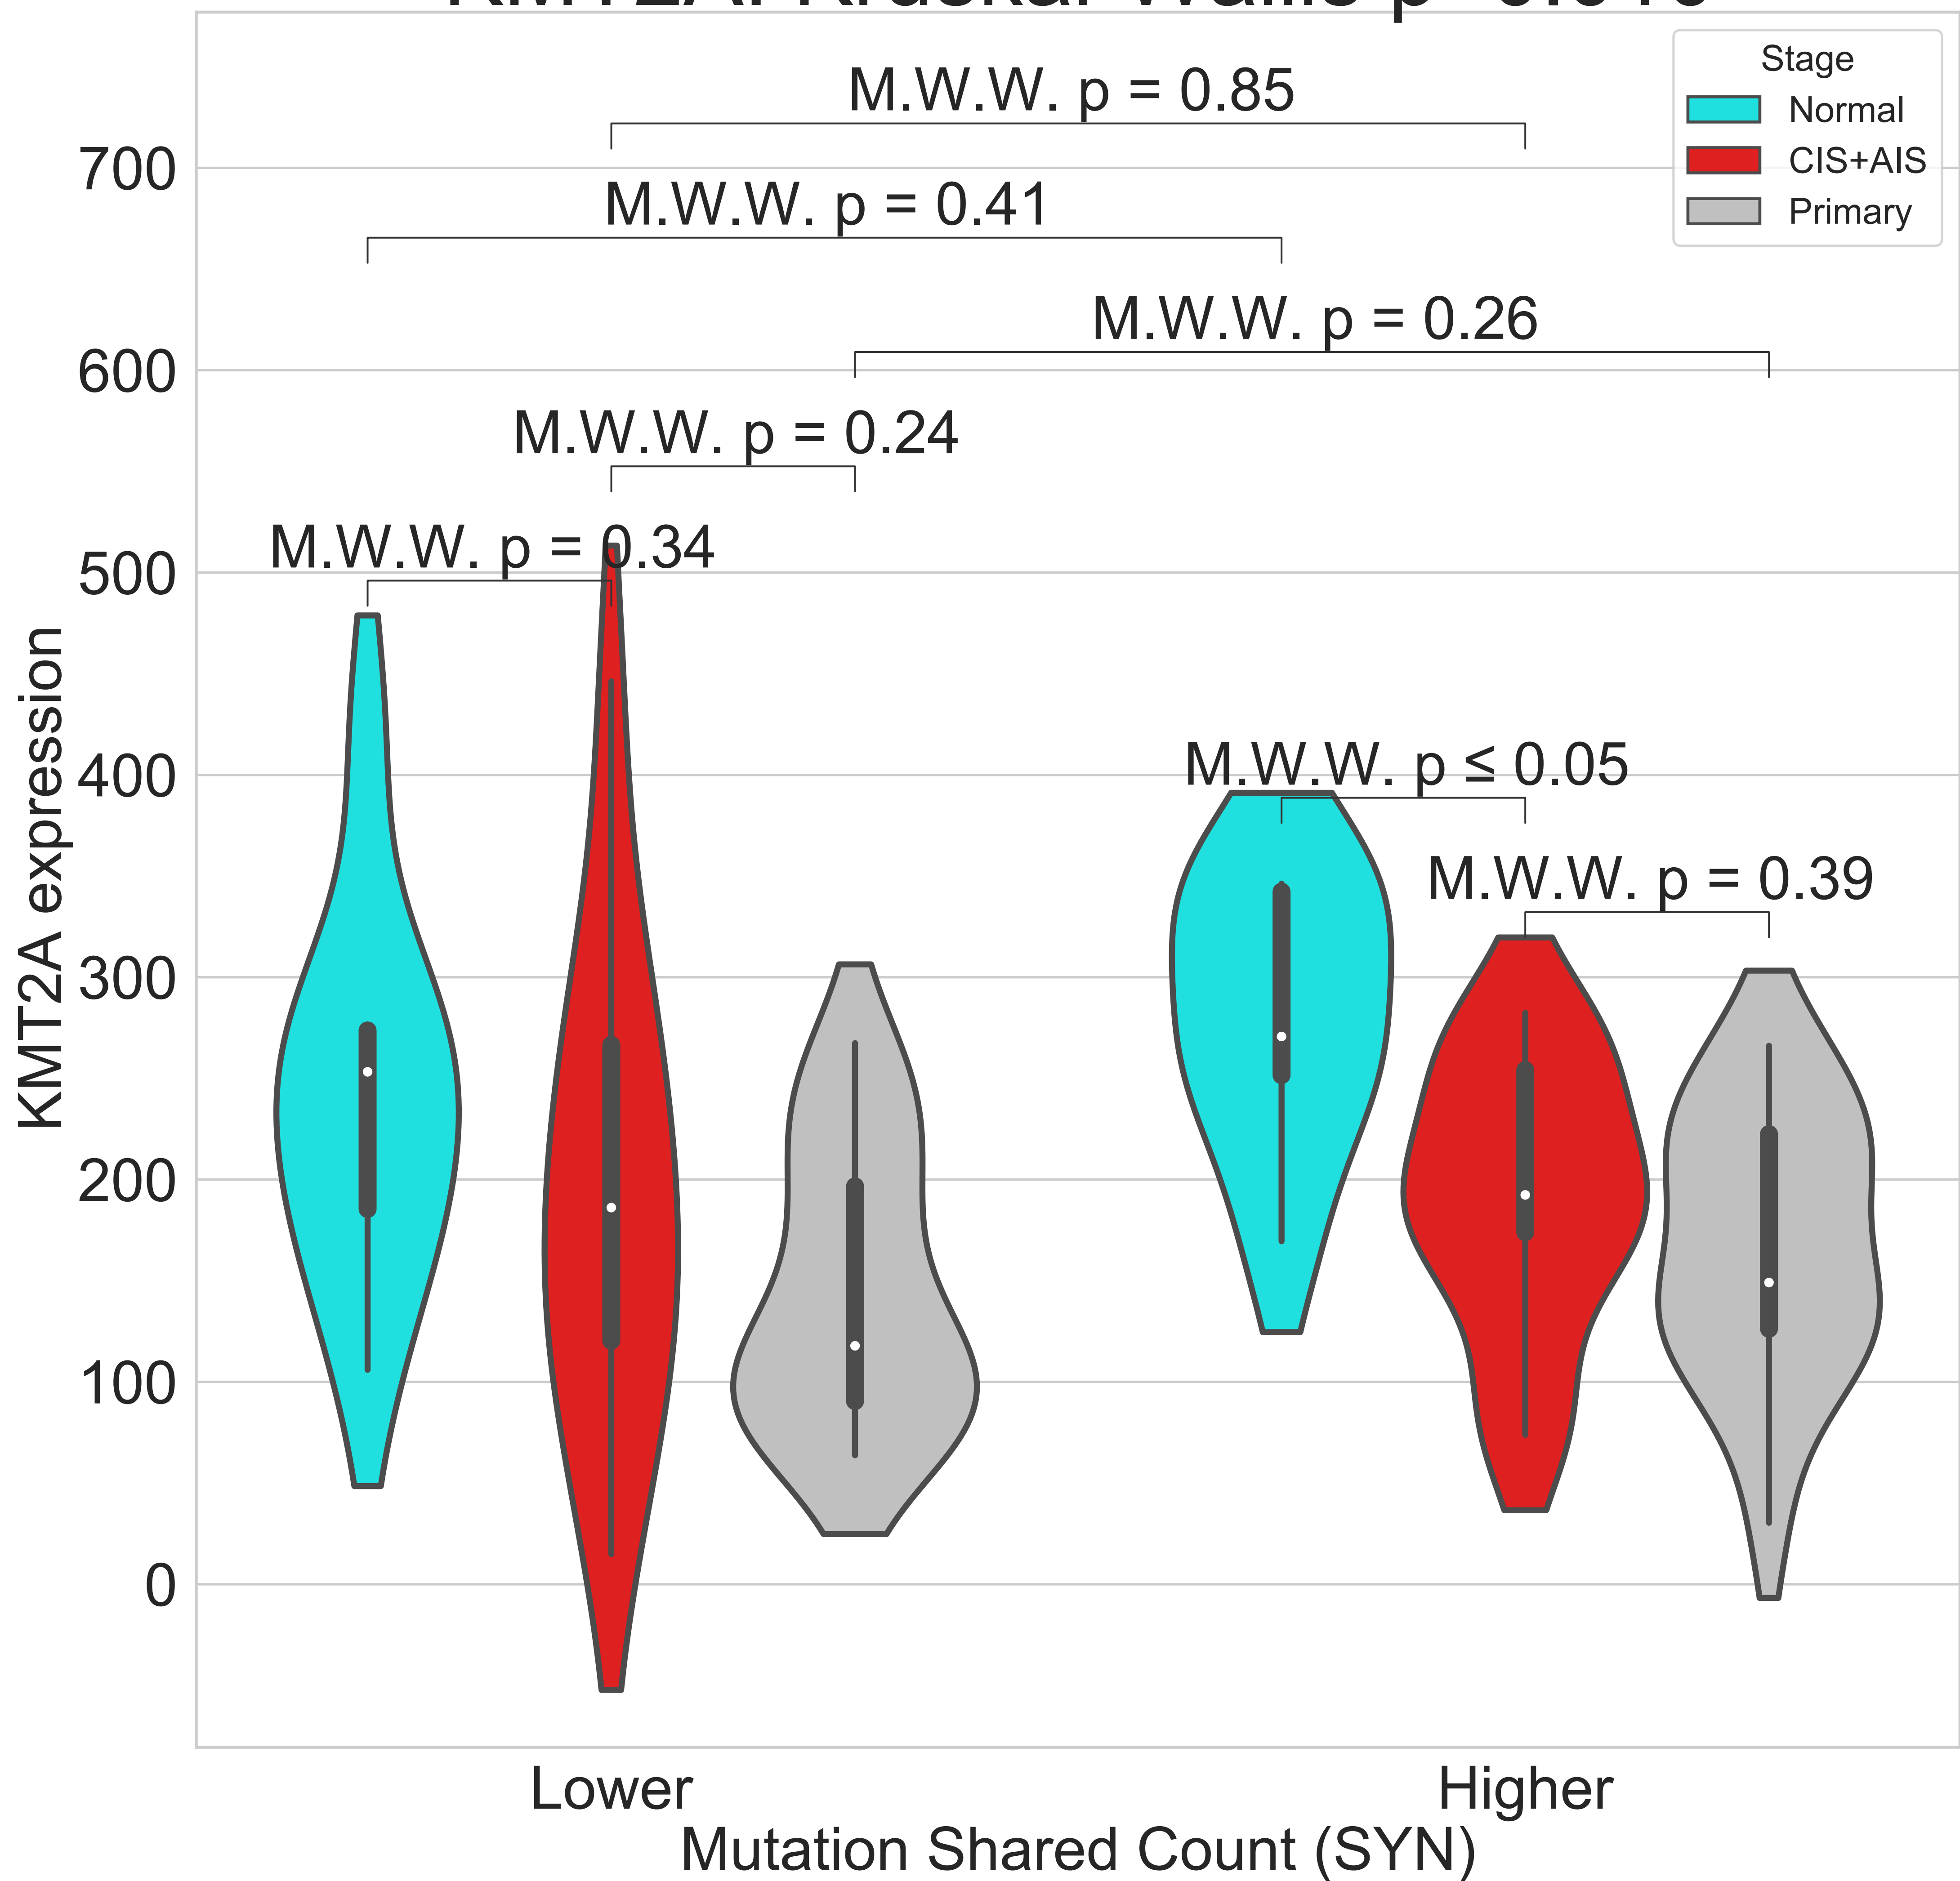 Stage
Normal
CIS+AIS
Primary
M.W.W. p = 0.85
M.W.W. p = 0.41
M.W.W. p = 0.26
M.W.W. p = 0.24
M.W.W. p = 0.34
M.W.W. p ≤ 0.05
M.W.W. p = 0.39
700
600
500
400
300
200
100
0
KMT2A expression
Lower
Higher
Mutation Shared Count (SYN)